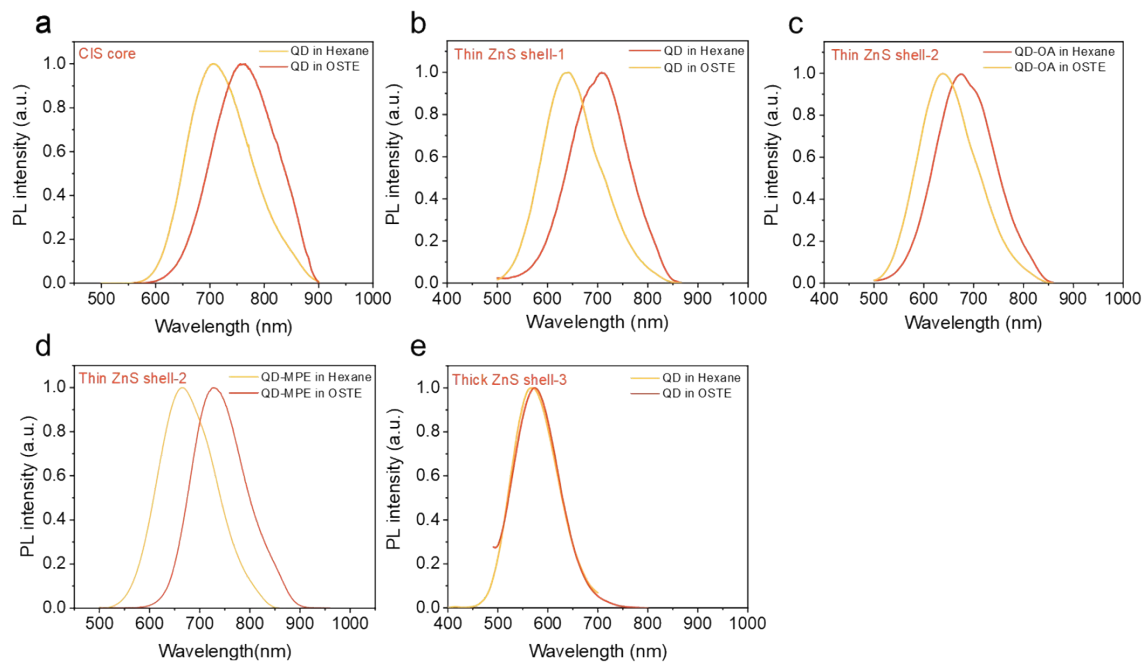 a
CIS core
QD in Hexane
QD in OSTE
PL intensity (a.u.)
1.0
0.8
0.6
0.4
0.2
0.0
500 600 700 800 900 1000
Wavelength (nm)
b
Thin ZnS shell-1
QD in Hexane
QD in OSTE
PL intensity (a.u.)
1.0
0.8
0.6
0.4
0.2
0.0
400 500 600 700 800 900 1000
Wavelength (nm)
c
Thin ZnS shell-2
QD-OA in Hexane
QD-OA in OSTE
PL intensity (a.u.)
1.0
0.8
0.6
0.4
0.2
0.0
400 500 600 700 800 900 1000
Wavelength (nm)
d
Thin ZnS shell-2
QD-MPE in Hexane
QD-MPE in OSTE
PL intensity (a.u.)
1.0
0.8
0.6
0.4
0.2
0.0
500 600 700 800 900 1000
Wavelength(nm)
e
Thick ZnS shell-3
QD in Hexane
QD in OSTE
PL intensity (a.u.)
1.0
0.8
0.6
0.4
0.2
0.0
400 500 600 700 800 900 1000
Wavelength (nm)